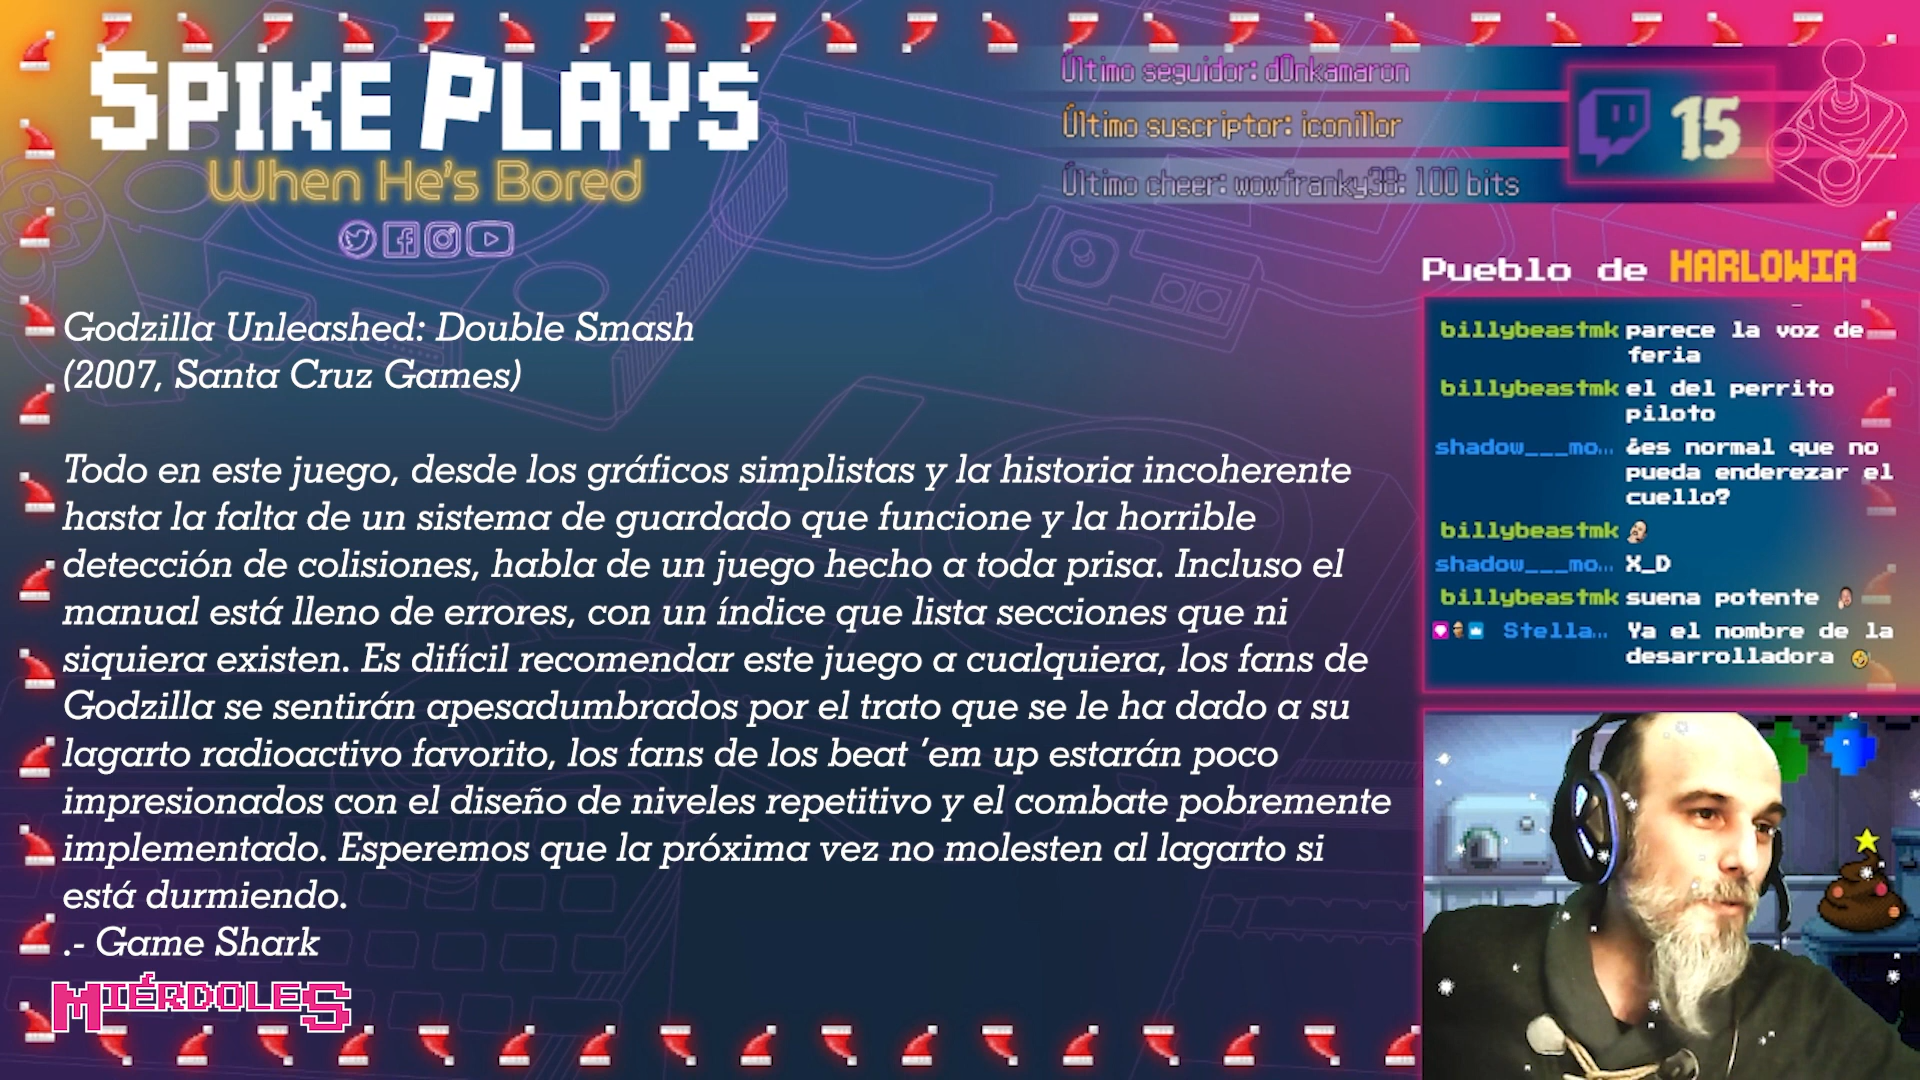 SPIKE PLAYS
When He's Bored
Último seguidor: d0nkamaron
Último suscriptor: iconillor
Último cheer: wowfranky38: 100 bits
15
Pueblo de HARLOWIA
billybeastmk parece la voz de
feria
billybeastmk el del perrito
piloto
shadow___mo… ¿es normal que no
pueda enderezar el
cuello?
billybeastmk
shadow___mo… X_D
billybeastmk suena potente
Stella… Ya el nombre de la
desarrolladora
Godzilla Unleashed: Double Smash
(2007, Santa Cruz Games)
Todo en este juego, desde los gráficos simplistas y la historia incoherente
hasta la falta de un sistema de guardado que funcione y la horrible
detección de colisiones, habla de un juego hecho a toda prisa. Incluso el
manual está lleno de errores, con un índice que lista secciones que ni
siquiera existen. Es difícil recomendar este juego a cualquiera, los fans de
Godzilla se sentirán apesadumbrados por el trato que se le ha dado a su
lagarto radioactivo favorito, los fans de los beat 'em up estarán poco
impresionados con el diseño de niveles repetitivo y el combate pobremente
implementado. Esperemos que la próxima vez no molesten al lagarto si
está durmiendo.
.- Game Shark
MIÉRDOLES